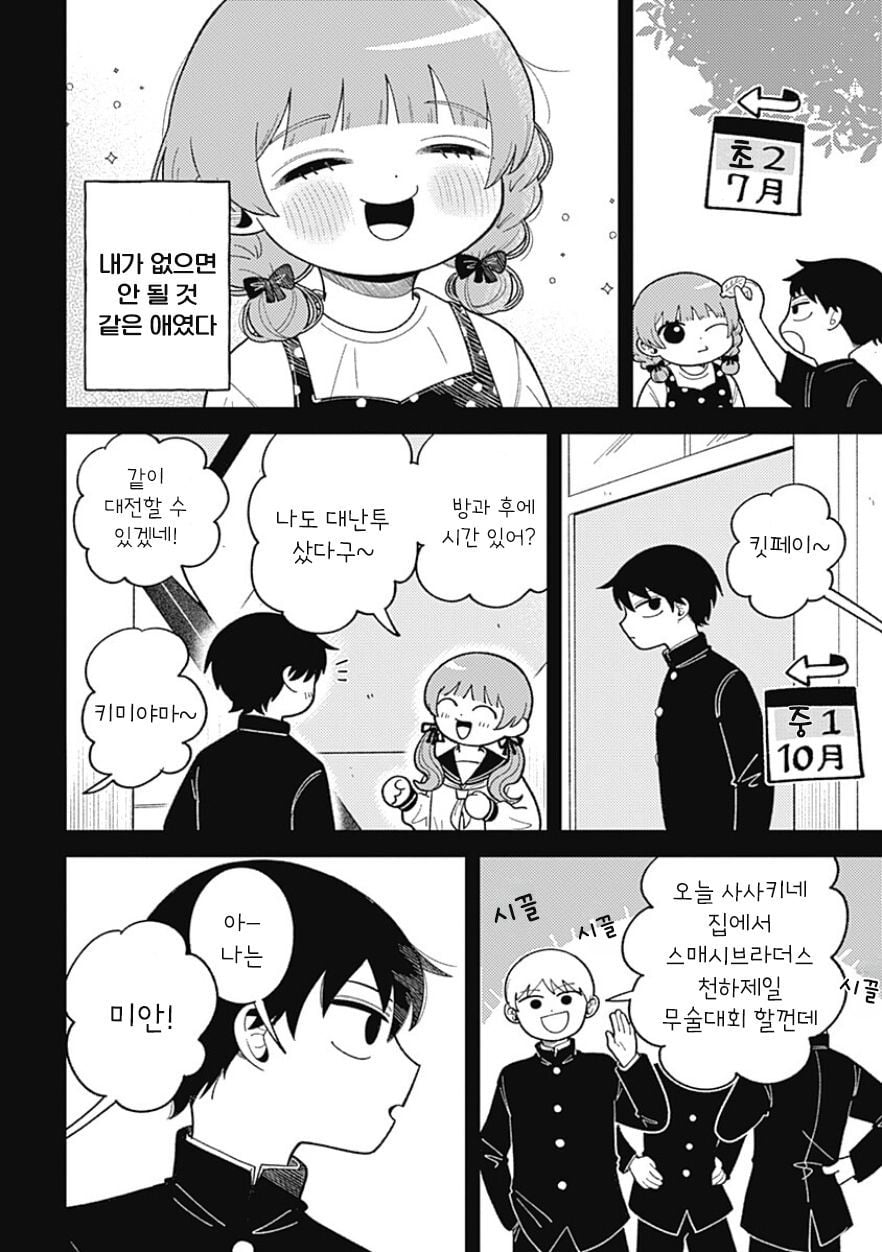 초2
7月
내가 없으면
안 될 것
같은 애였다
킷페이~
중 1
10月
방과 후에
시간 있어?
나도 대난투
샀다구~
같이
대전할 수
있겠네!
키미야마~
오늘 사사키네
집에서
스매시브라더스
천하제일
무술대회 할껀데
시끌
시끌
시끌
아–
나는
미안!